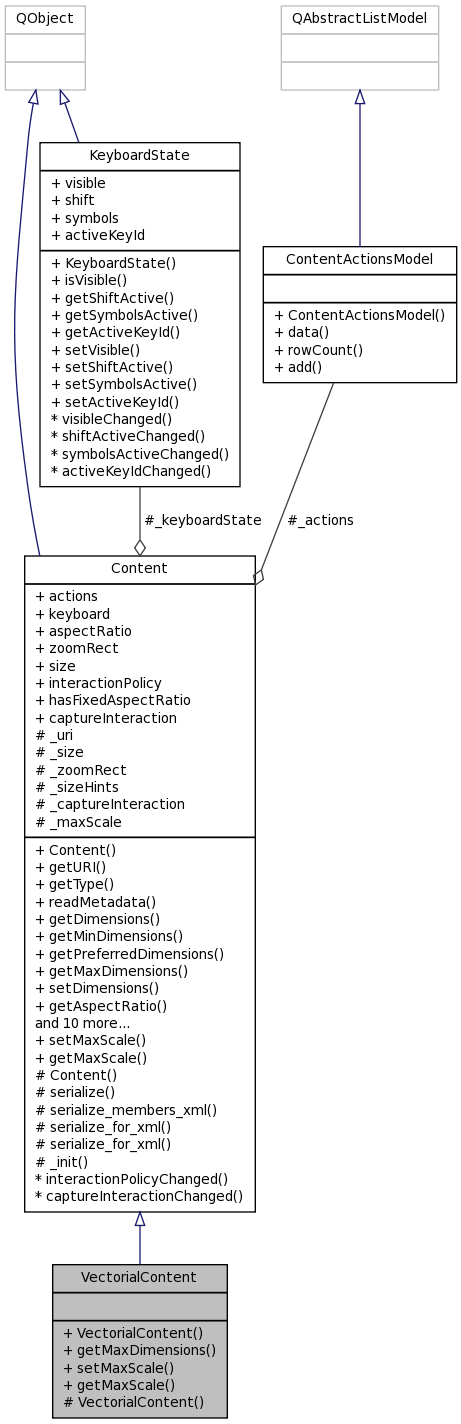 QObject
QAbstractListModel
KeyboardState
+ visible
+ shift
+ symbols
+ activeKeyId
+ KeyboardState()
+ isVisible()
+ getShiftActive()
+ getSymbolsActive()
+ getActiveKeyId()
+ setVisible()
+ setShiftActive()
+ setSymbolsActive()
+ setActiveKeyId()
* visibleChanged()
* shiftActiveChanged()
* symbolsActiveChanged()
* activeKeyIdChanged()
ContentActionsModel
+ ContentActionsModel()
+ data()
+ rowCount()
+ add()
#_keyboardState
#_actions
Content
+ actions
+ keyboard
+ aspectRatio
+ zoomRect
+ size
+ interactionPolicy
+ hasFixedAspectRatio
+ captureInteraction
# _uri
# _size
# _zoomRect
# _sizeHints
# _captureInteraction
# _maxScale
+ Content()
+ getURI()
+ getType()
+ readMetadata()
+ getDimensions()
+ getMinDimensions()
+ getPreferredDimensions()
+ getMaxDimensions()
+ setDimensions()
+ getAspectRatio()
and 10 more...
+ setMaxScale()
+ getMaxScale()
# Content()
# serialize()
# serialize_members_xml()
# serialize_for_xml()
# serialize_for_xml()
# _init()
* interactionPolicyChanged()
* captureInteractionChanged()
VectorialContent
+ VectorialContent()
+ getMaxDimensions()
+ setMaxScale()
+ getMaxScale()
# VectorialContent()